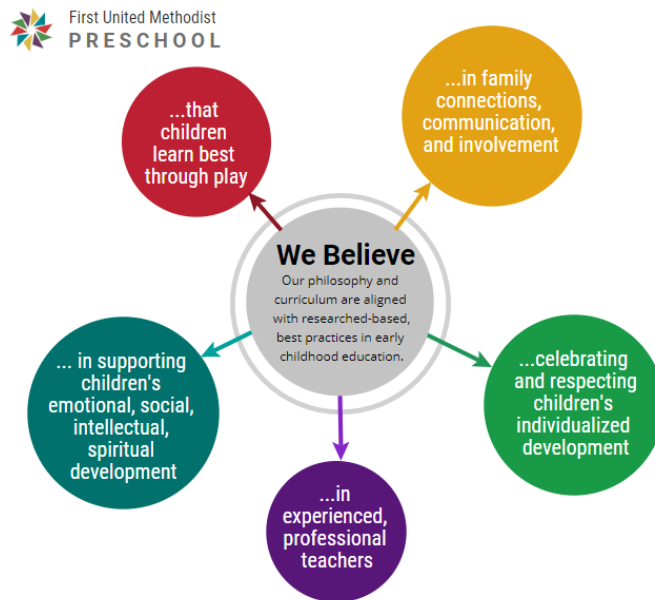 First United Methodist
PRESCHOOL
...that
children
learn best
through play
...in family
connections,
communication,
and involvement
We Believe
Our philosophy and
curriculum are aligned
with researched-based,
best practices in early
childhood education.
... in supporting
children's
emotional, social,
intellectual,
spiritual
development
...celebrating
and respecting
children's
individualized
development
...in
experienced,
professional
teachers